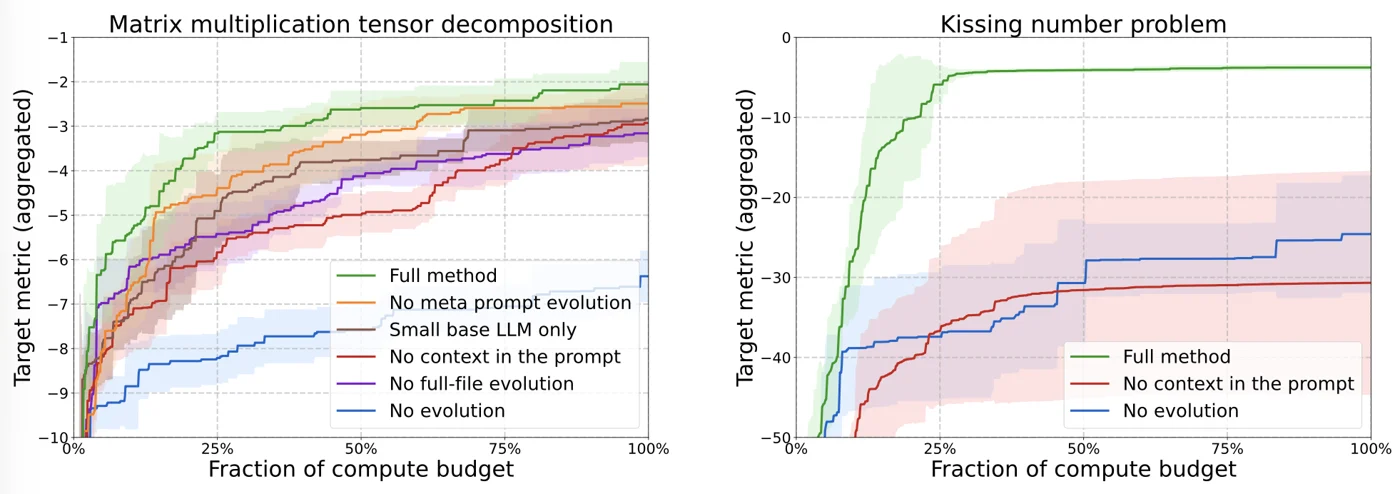 Matrix multiplication tensor decomposition
Target metric (aggregated)
−1
−2
−3
−4
−5
−6
−7
−8
−9
−10
Full method
No meta prompt evolution
Small base LLM only
No context in the prompt
No full-file evolution
No evolution
0% 25% 50% 75% 100%
Fraction of compute budget
Kissing number problem
Target metric (aggregated)
0
−10
−20
−30
−40
−50
Full method
No context in the prompt
No evolution
0% 25% 50% 75% 100%
Fraction of compute budget